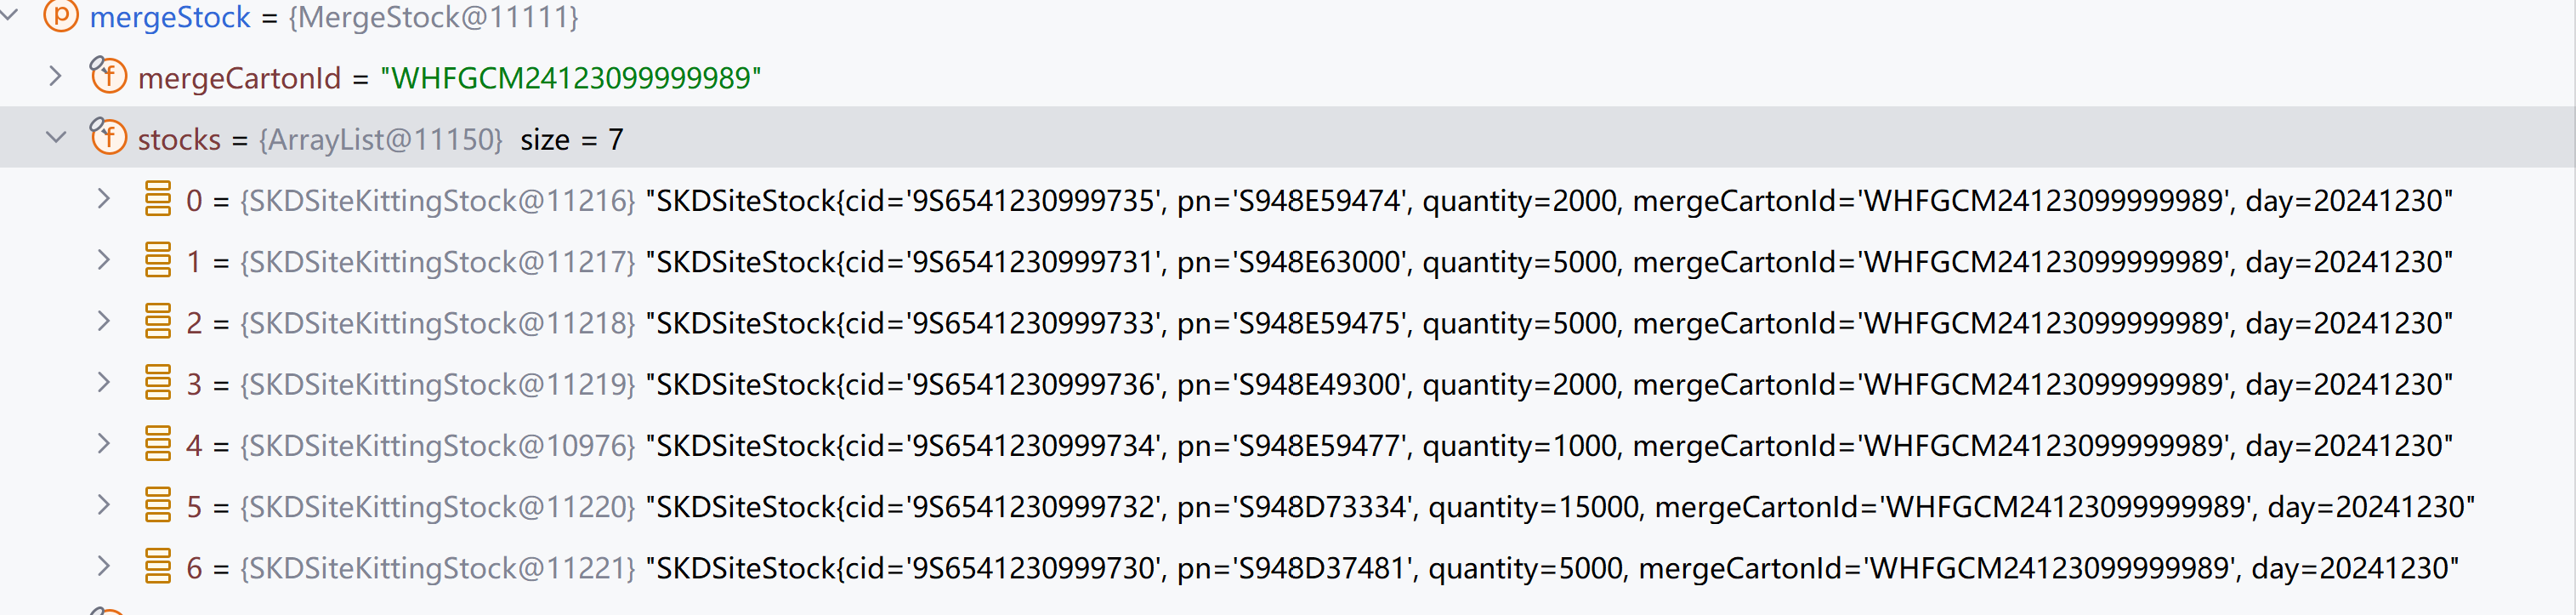 mergeStock = {MergeStock@11111}
mergeCartonId = "WHFGCM24123099999989"
stocks = {ArrayList@11150} size = 7
0 = {SKDSiteKittingStock@11216} "SKDSiteStock{cid='9S6541230999735', pn='S948E59474', quantity=2000, mergeCartonId='WHFGCM24123099999989', day=20241230"
1 = {SKDSiteKittingStock@11217} "SKDSiteStock{cid='9S6541230999731', pn='S948E63000', quantity=5000, mergeCartonId='WHFGCM24123099999989', day=20241230"
2 = {SKDSiteKittingStock@11218} "SKDSiteStock{cid='9S6541230999733', pn='S948E59475', quantity=5000, mergeCartonId='WHFGCM24123099999989', day=20241230"
3 = {SKDSiteKittingStock@11219} "SKDSiteStock{cid='9S6541230999736', pn='S948E49300', quantity=2000, mergeCartonId='WHFGCM24123099999989', day=20241230"
4 = {SKDSiteKittingStock@10976} "SKDSiteStock{cid='9S6541230999734', pn='S948E59477', quantity=1000, mergeCartonId='WHFGCM24123099999989', day=20241230"
5 = {SKDSiteKittingStock@11220} "SKDSiteStock{cid='9S6541230999732', pn='S948D73334', quantity=15000, mergeCartonId='WHFGCM24123099999989', day=20241230"
6 = {SKDSiteKittingStock@11221} "SKDSiteStock{cid='9S6541230999730', pn='S948D37481', quantity=5000, mergeCartonId='WHFGCM24123099999989', day=20241230"